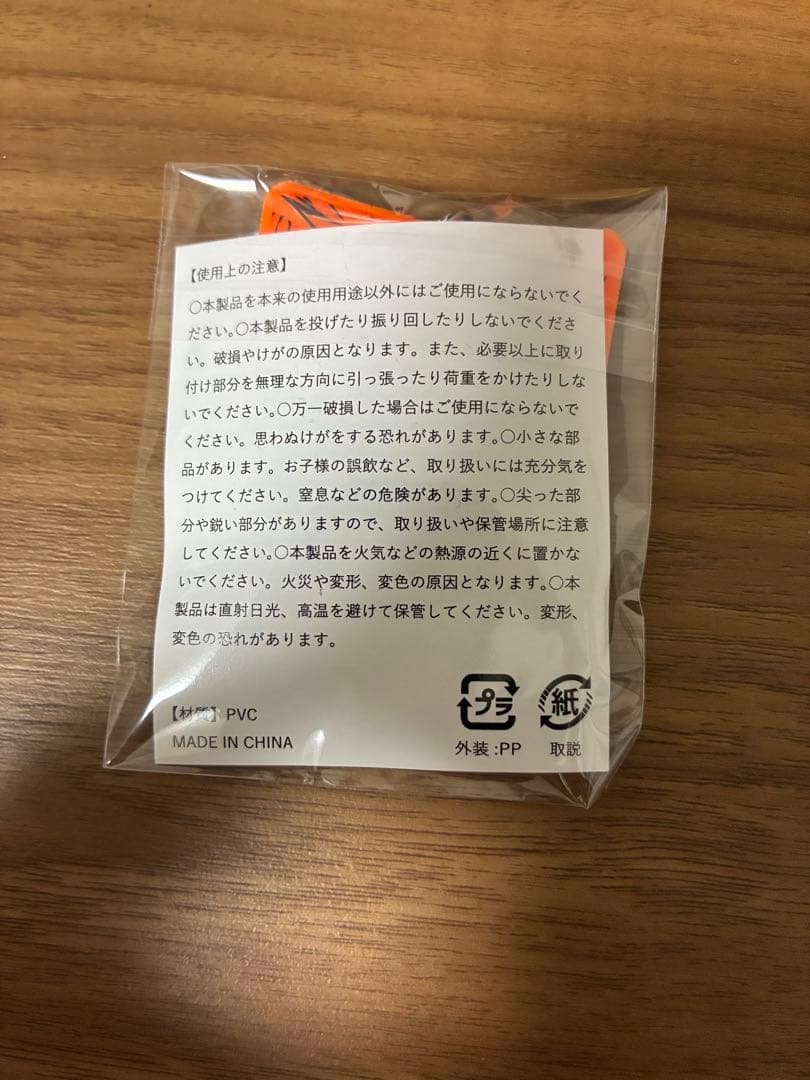 【使用上の注意】
○本製品を本来の使用用途以外にはご使用にならないでく
ださい。○本製品を投げたり振り回したりしないでくださ
い。破損やけがの原因となります。また、必要以上に取り
付け部分を無理な方向に引っ張ったり荷重をかけたりしな
いでください。○万一破損した場合はご使用にならないで
ください。思わぬけがをする恐れがあります。○小さな部
品があります。お子様の誤飲など、取り扱いには充分気を
つけてください。窒息などの危険があります。○尖った部
分や鋭い部分がありますので、取り扱いや保管場所に注意
してください。○本製品を火気などの熱源の近くに置かな
いでください。火災や変形、変色の原因となります。○本
製品は直射日光、高温を避けて保管してください。変形、
変色の恐れがあります。
【材質】PVC
MADE IN CHINA
プラ 紙
外装:PP 取説